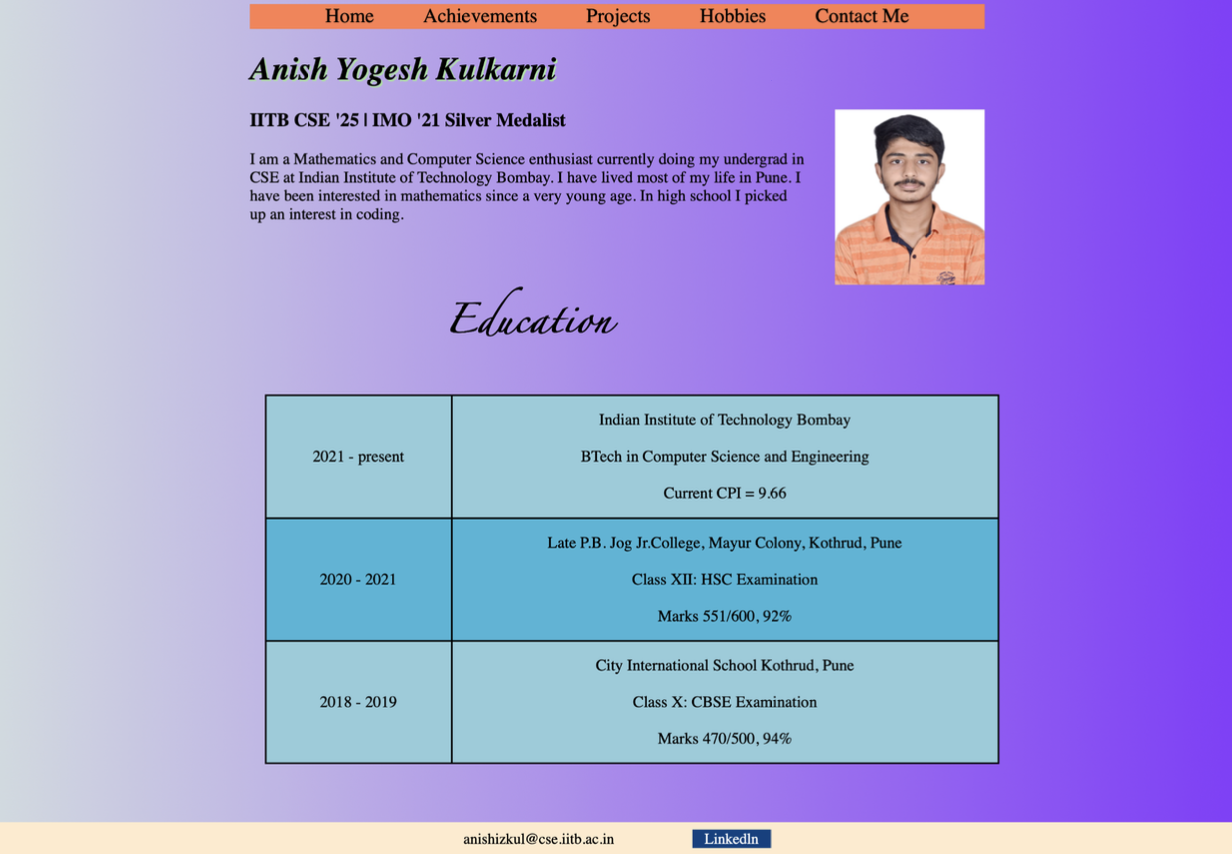 Home Achievements Projects Hobbies Contact Me
Anish Yogesh Kulkarni
IITB CSE '25 | IMO '21 Silver Medalist
I am a Mathematics and Computer Science enthusiast currently doing my undergrad in
CSE at Indian Institute of Technology Bombay. I have lived most of my life in Pune. I
have been interested in mathematics since a very young age. In high school I picked
up an interest in coding.
Education
2021 - present
Indian Institute of Technology Bombay
BTech in Computer Science and Engineering
Current CPI = 9.66
2020 - 2021
Late P.B. Jog Jr.College, Mayur Colony, Kothrud, Pune
Class XII: HSC Examination
Marks 551/600, 92%
2018 - 2019
City International School Kothrud, Pune
Class X: CBSE Examination
Marks 470/500, 94%
anishizkul@cse.iitb.ac.in LinkedIn